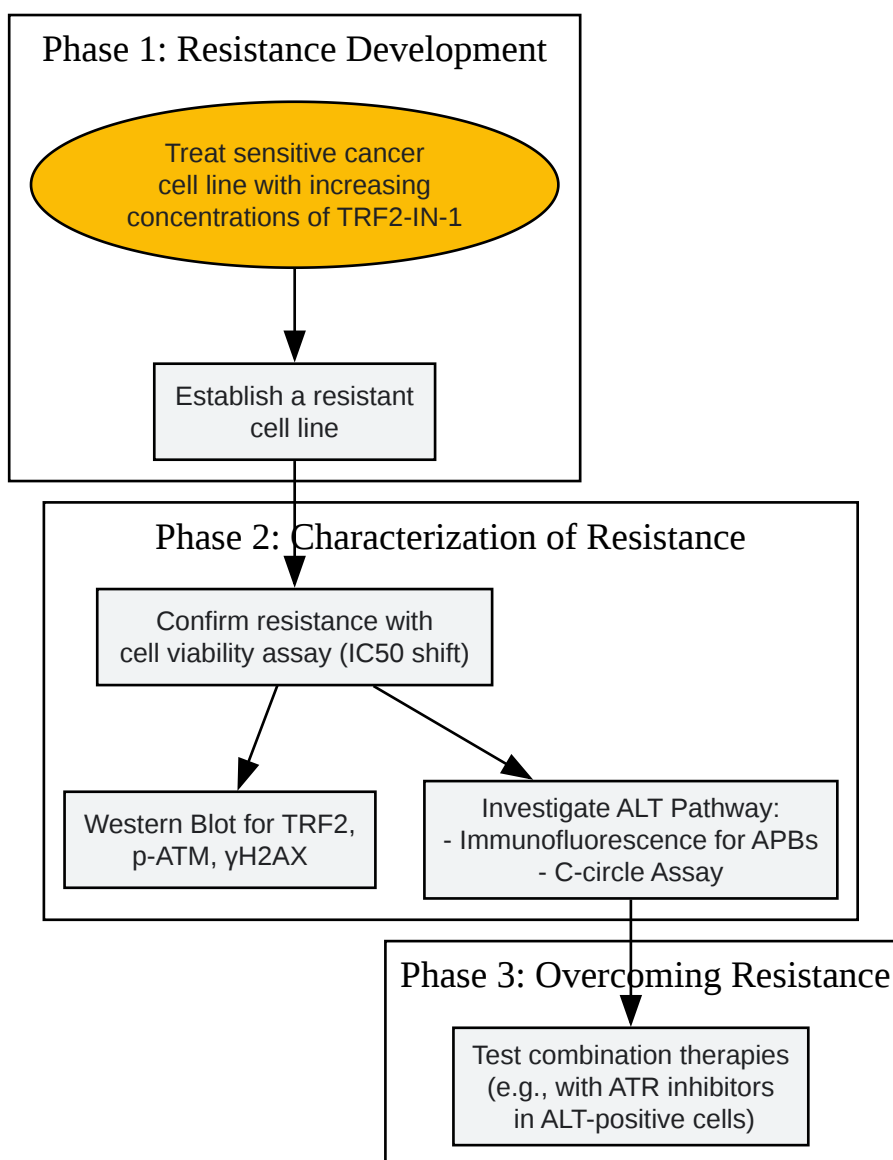 Phase 1: Resistance Development
Treat sensitive cancer
cell line with increasing
concentrations of TRF2-IN-1
Establish a resistant
cell line
Phase 2: Characterization of Resistance
Confirm resistance with
cell viability assay (IC50 shift)
Western Blot for TRF2,
p-ATM, γH2AX
Investigate ALT Pathway:
- Immunofluorescence for APBs
- C-circle Assay
Phase 3: Overcoming Resistance
Test combination therapies
(e.g., with ATR inhibitors
in ALT-positive cells)